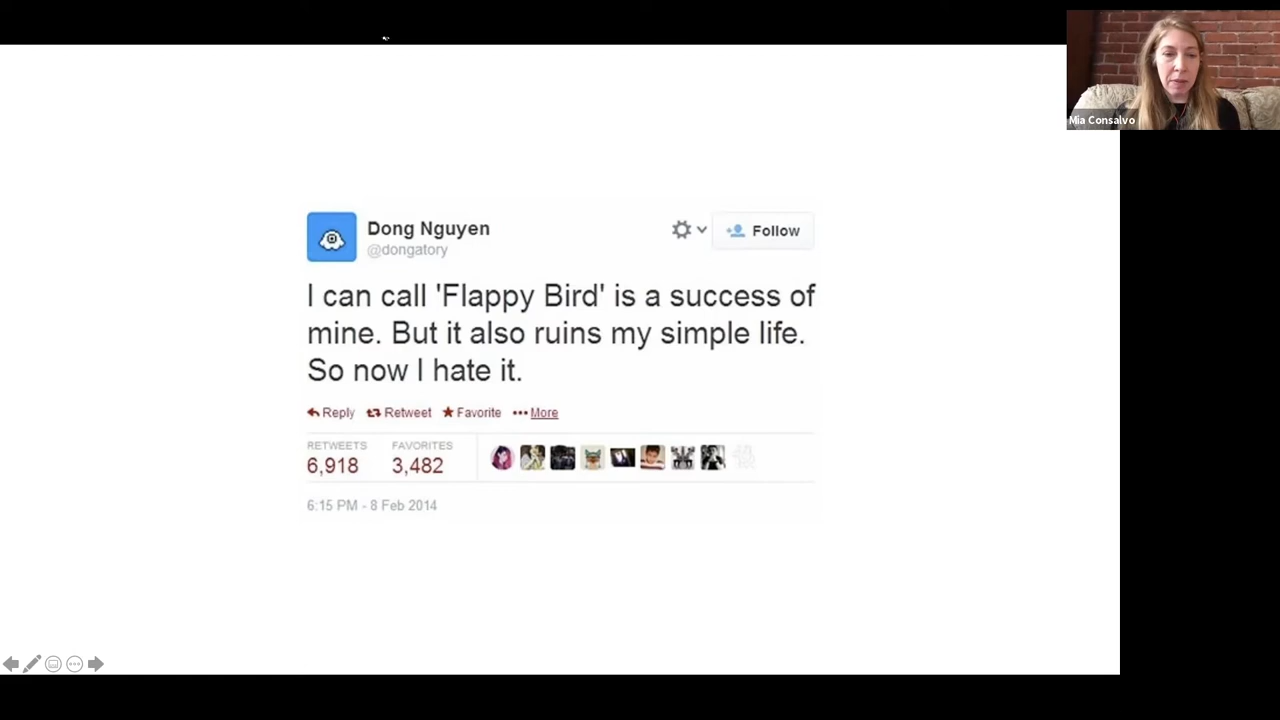 Mia Consalvo
Dong Nguyen
@dongatory
Follow
I can call 'Flappy Bird' is a success of
mine. But it also ruins my simple life.
So now I hate it.
Reply Retweet Favorite More
RETWEETS FAVORITES
6,918 3,482
6:15 PM - 8 Feb 2014